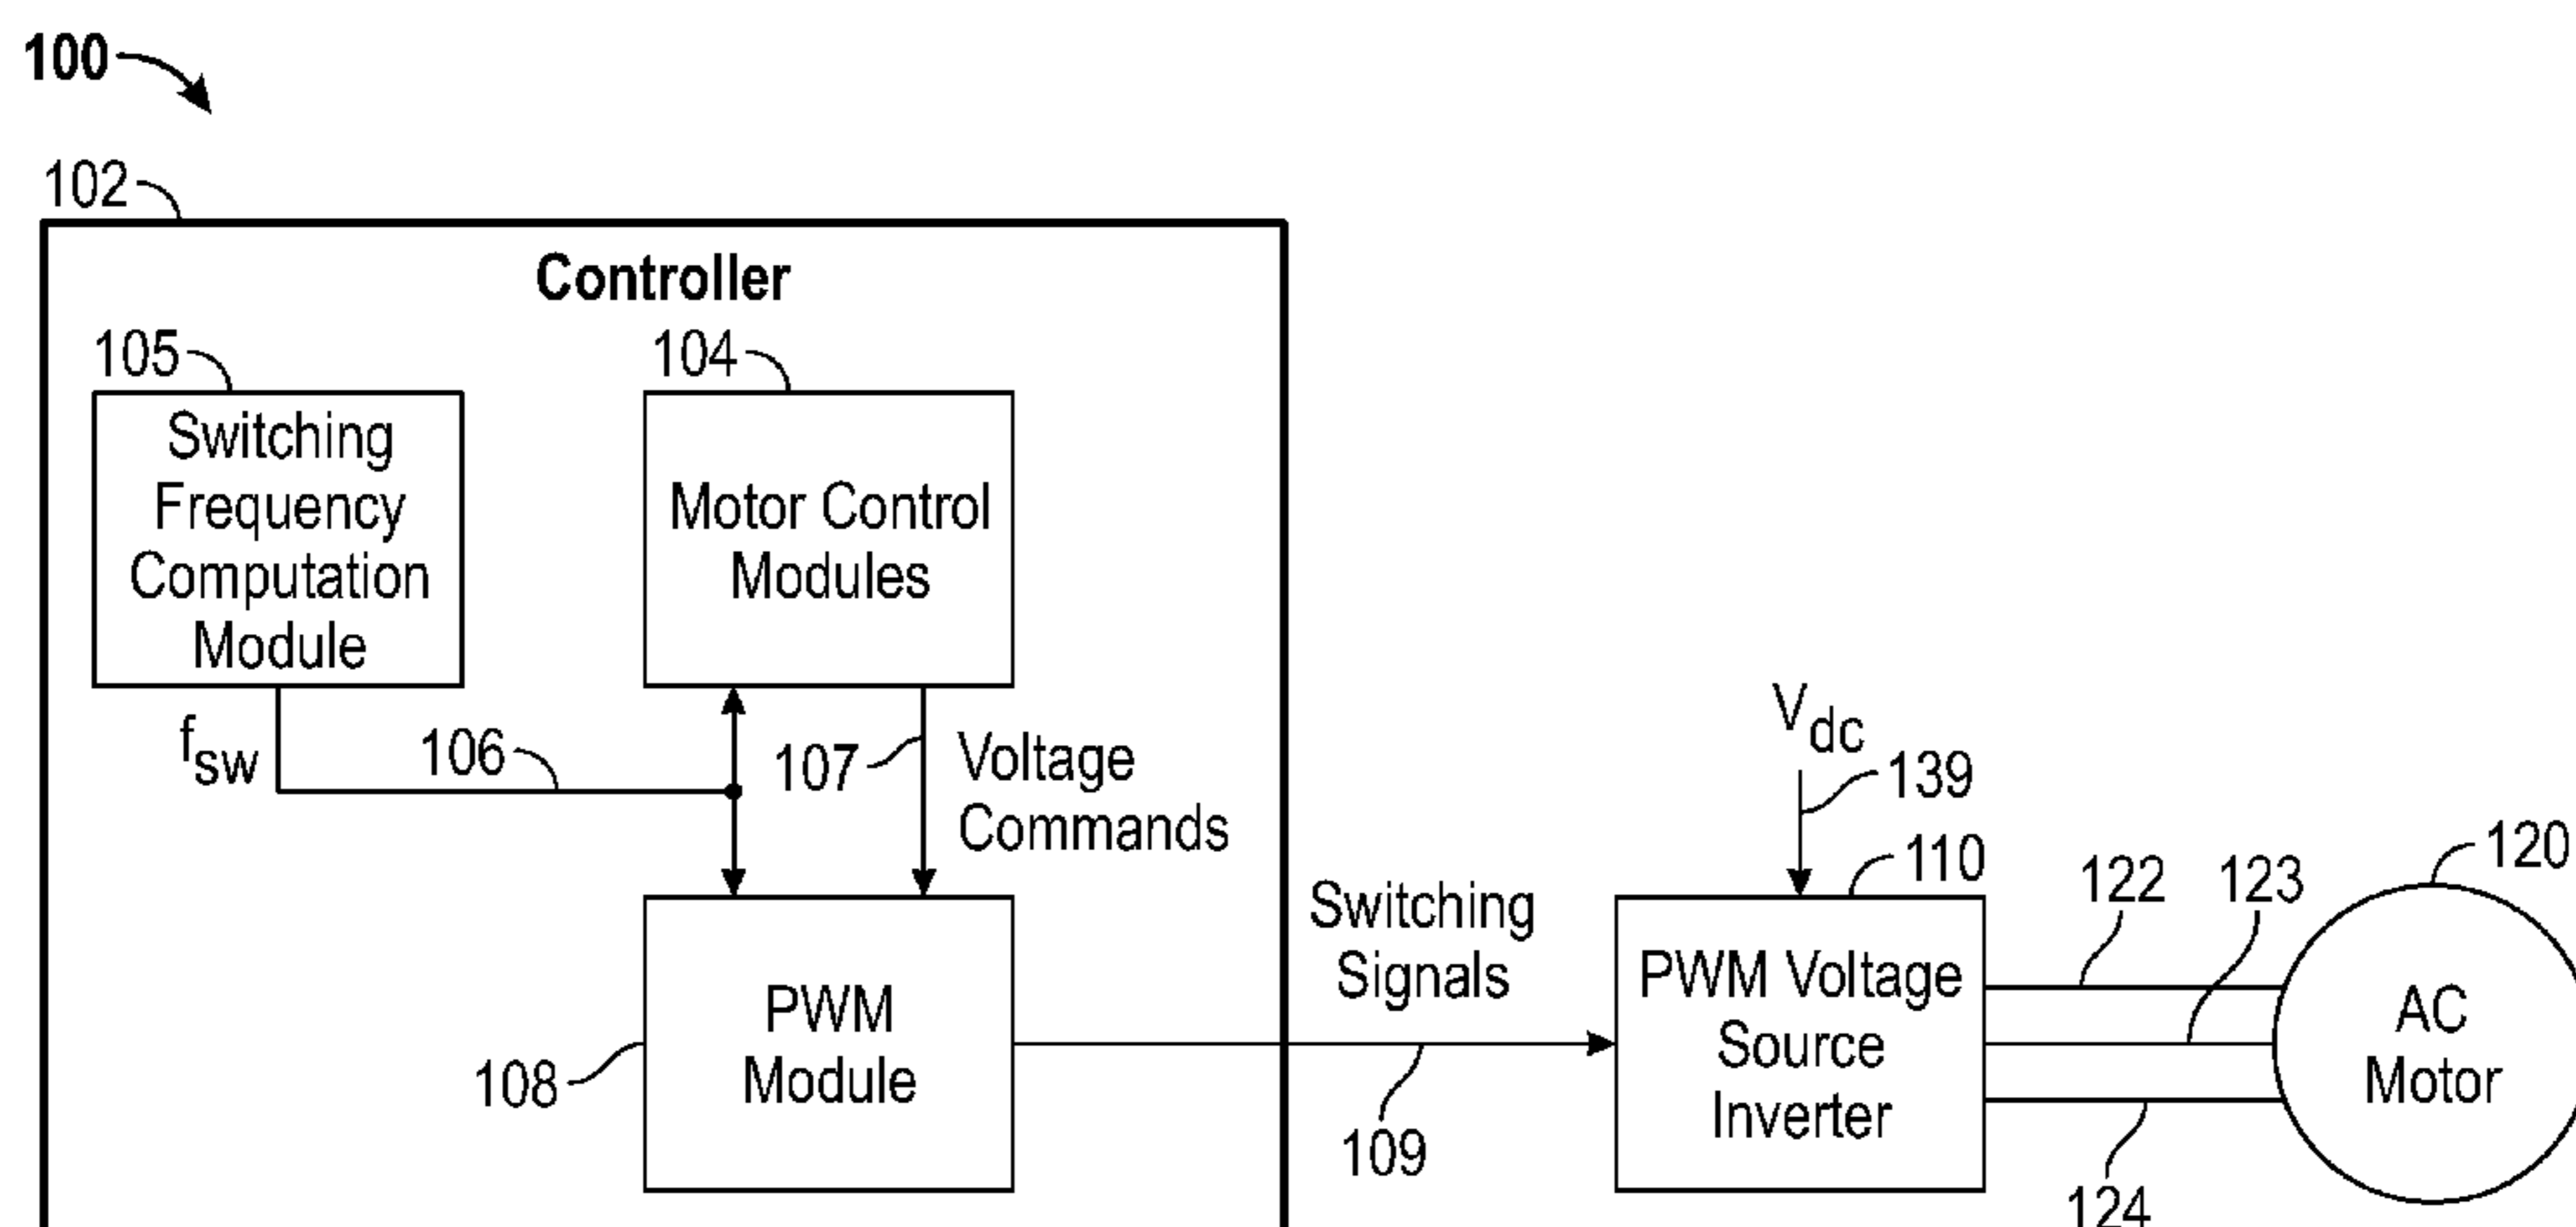 100
102
Controller
105
104
Switching
Frequency
Computation
Module
Motor Control
Modules
fsw
106
107
Voltage
Commands
Vdc
139
110
122
123
120
Switching
Signals
PWM Voltage
Source
Inverter
AC
Motor
PWM
Module
108
109
124